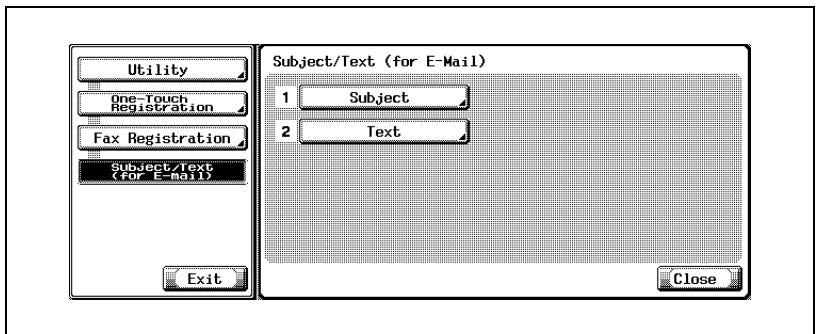 Utility
One-Touch
Registration
Fax Registration
Subject/Text
(for E-mail)
Exit
Subject/Text (for E-Mail)
1 Subject
2 Text
Close